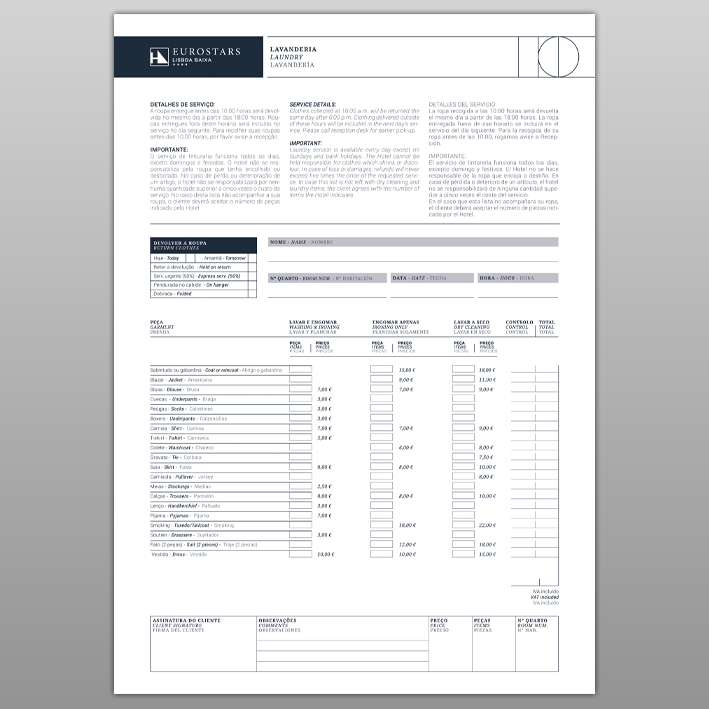 EUROSTARS
LISBOA BAIXA
LAVANDERIA
LAUNDRY
LAVANDERÍA
DETALHES DE SERVIÇO:
A roupa entregue antes das 10:00 horas será devol-
vida no mesmo dia a partir das 18:00 horas. Rou-
pas entregues fora deste horário será incluído no
serviço no dia seguinte. Para recolher suas roupas
antes das 10:00 horas, por favor avise a recepção.
IMPORTANTE:
O serviço de tinturaria funciona todos os dias,
excepto domingos e feriados. O Hotel não se res-
ponsabiliza pela roupa que tenha encolhido ou
desbotado. No caso de perda ou deterioração de
um artigo, o hotel não se responsabilizará por nen-
huma quantidade superior a cinco vezes o custo do
serviço. No caso desta lista não acompanhar a sua
roupa, o cliente deverá aceitar o número de peças
indicado pelo Hotel
SERVICE DETAILS:
Clothes collected at 10:00 a.m. will be returned the
same day after 6:00 p.m. Clothing delivered outside
of these hours will be included in the next day's ser-
vice. Please call reception desk for earlier pick-up.
IMPORTANT:
Laundry service is available every day except on
Sundays and bank holidays. The Hotel cannot be
held responsible for clothes which shrink or disco-
lour. In case of loss or damages, refunds will never
exceed five times the price of the requested servi-
ce. In case this list is not left with dry cleaning and
laundry items, the client agrees with the number of
items the Hotel indicates.
DETALLES DEL SERVICIO:
La ropa recogida a las 10:00 horas será devuelta
el mismo día a partir de las 18:00 horas. La ropa
entregada fuera de ese horario se incluirá en el
servicio del día siguiente. Para la recogida de su
ropa antes de las 10:00, rogamos avise a Recep-
ción.
IMPORTANTE:
El servicio de tintorería funciona todos los días,
excepto domingo y festivos. El Hotel no se hace
responsable de la ropa que encoja o destiña. En
caso de pérdida o deterioro de un artículo, el hotel
no se responsabilizará de ninguna cantidad supe-
rior a cinco veces el coste del servicio.
En el caso de que esta lista no acompañara su ropa,
el cliente deberá aceptar el número de piezas indi-
cado por el Hotel
DEVOLVER A ROUPA
RETURN CLOTHES
Hoje - Today Amanhã - Tomorrow
Reter a devolução - Hold on return
Serv. urgente (50%) - Express serv. (50%)
Pendurada no cabide - On hanger
Dobrada - Folded
NOME - NAME - NOMBRE
Nº QUARTO - ROOM NUM. - Nº HABITACIÓN DATA - DATE - FECHA HORA - HOUR - HORA
PEÇA LAVAR E ENGOMAR ENGOMAR APENAS LAVAR A SECO CONTROLO TOTAL
GARMENT WASHING & IRONING IRONING ONLY DRY CLEANING CONTROL TOTAL
PRENDA LAVAR Y PLANCHAR PLANCHAR SOLAMENTE LAVAR EN SECO CONTROL TOTAL
PEÇA PREÇO PEÇA PREÇO PEÇA PREÇO
ITEMS PRICES ITEMS PRICES ITEMS PRICES
PIEZAS PRECIOS PIEZAS PRECIOS PIEZAS PRECIOS
Sobretudo ou gabardina - Coat or raincoat - Abrigo o gabardina 15,00 € 18,00 €
Blazer - Jacket - Americana 9,00 € 11,00 €
Blusa - Blouse - Blusa 7,00 € 7,00 € 9,00 €
Cuecas - Underpants - Braga 3,00 €
Peúgas - Socks - Calcetines 3,00 €
Boxers - Underpants - Calzoncillos 3,00 €
Camisa - Shirt - Camisa 7,00 € 7,00 € 9,00 €
T-shirt - T-shirt - Camiseta 5,00 €
Colete - Waistcoat - Chaleco 6,00 € 8,00 €
Gravata - Tie - Corbata 7,50 €
Saia - Skirt - Falda 8,00 € 8,00 € 10,00 €
Camisola - Pullover - Jersey 8,00 €
Meias - Stockings - Medias 2,50 €
Calças - Trousers - Pantalón 8,00 € 8,00 € 10,00 €
Lenço - Handkerchief - Pañuelo 3,00 €
Pijama - Pyjamas - Pijama 7,00 €
Smoking - Tuxedo/Tailcoat - Smoking 18,00 € 22,00 €
Soutien - Brassiere - Sujetador 3,00 €
Fato (2 peças) - Suit (2 pieces) - Traje (2 piezas) 12,00 € 18,00 €
Vestido - Dress - Vestido 10,00 € 10,00 € 15,00 €
IVA incluído
VAT included
IVA incluido
ASSINATURA DO CLIENTE OBSERVAÇÕES PREÇO PEÇAS Nº QUARTO
CLIENT SIGNATURE COMMENTS PRICE ITEMS ROOM NUM.
FIRMA DEL CLIENTE OBSERVACIONES PRECIO PIEZAS Nº HAB.